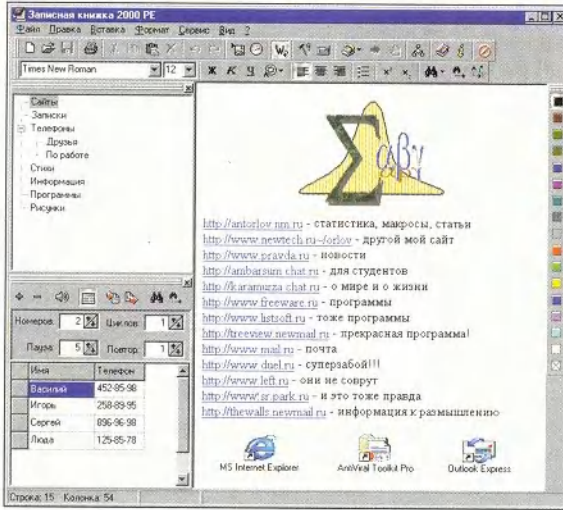 Записная книжка 2000 PE
Файл Правка Вставка Формат Сервис Вид ?
Times New Roman 12 Ж К Ч
Сайты
Записки
Телефоны
Друзья
По работе
Стихи
Информация
Программы
Рисунки
Номеров: 2 Циклов: 1
Пауза: 5 Повтор: 1
Имя Телефон
Василий 452-85-98
Игорь 258-89-95
Сергей 896-96-98
Люда 125-85-78
Σ αβγ
http://antorlov.nm.ru - статистика, макросы, статьи
http://www.newtech.ru~/orlov - другой мой сайт
http://www.pravda.ru - новости
http://ambarsum.chat.ru - для студентов
http://karamurza.chat.ru - о мире и о жизни
http://www.freeware.ru - программы
http://www.listsoft.ru - тоже программы
http://treeview.newmail.ru - прекрасная программа!
http://www.mail.ru - почта
http://www.duel.ru - суперзабой!!!
http://www.left.ru - они не сопрут
http://www.sr.park.ru - и это тоже правда
http://thewalls.newmail.ru - информация к размышлению
MS Internet Explorer AntiViral Toolkit Pro Outlook Express
Строка: 15 Колонка: 54